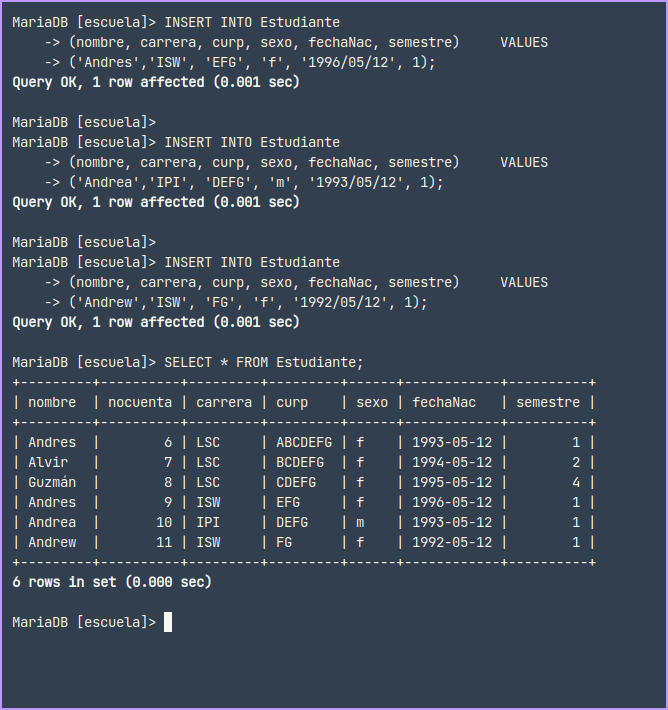 MariaDB [escuela]> INSERT INTO Estudiante
    -> (nombre, carrera, curp, sexo, fechaNac, semestre)     VALUES
    -> ('Andres','ISW', 'EFG', 'f', '1996/05/12', 1);
Query OK, 1 row affected (0.001 sec)

MariaDB [escuela]>
MariaDB [escuela]> INSERT INTO Estudiante
    -> (nombre, carrera, curp, sexo, fechaNac, semestre)     VALUES
    -> ('Andrea','IPI', 'DEFG', 'm', '1993/05/12', 1);
Query OK, 1 row affected (0.001 sec)

MariaDB [escuela]>
MariaDB [escuela]> INSERT INTO Estudiante
    -> (nombre, carrera, curp, sexo, fechaNac, semestre)     VALUES
    -> ('Andrew','ISW', 'FG', 'f', '1992/05/12', 1);
Query OK, 1 row affected (0.001 sec)

MariaDB [escuela]> SELECT * FROM Estudiante;
+---------+----------+---------+---------+------+------------+----------+
| nombre  | nocuenta | carrera | curp    | sexo | fechaNac   | semestre |
+---------+----------+---------+---------+------+------------+----------+
| Andres  |        6 | LSC     | ABCDEFG | f    | 1993-05-12 |        1 |
| Alvir   |        7 | LSC     | BCDEFG  | f    | 1994-05-12 |        2 |
| Guzmán  |        8 | LSC     | CDEFG   | f    | 1995-05-12 |        4 |
| Andres  |        9 | ISW     | EFG     | f    | 1996-05-12 |        1 |
| Andrea  |       10 | IPI     | DEFG    | m    | 1993-05-12 |        1 |
| Andrew  |       11 | ISW     | FG      | f    | 1992-05-12 |        1 |
+---------+----------+---------+---------+------+------------+----------+
6 rows in set (0.000 sec)

MariaDB [escuela]>